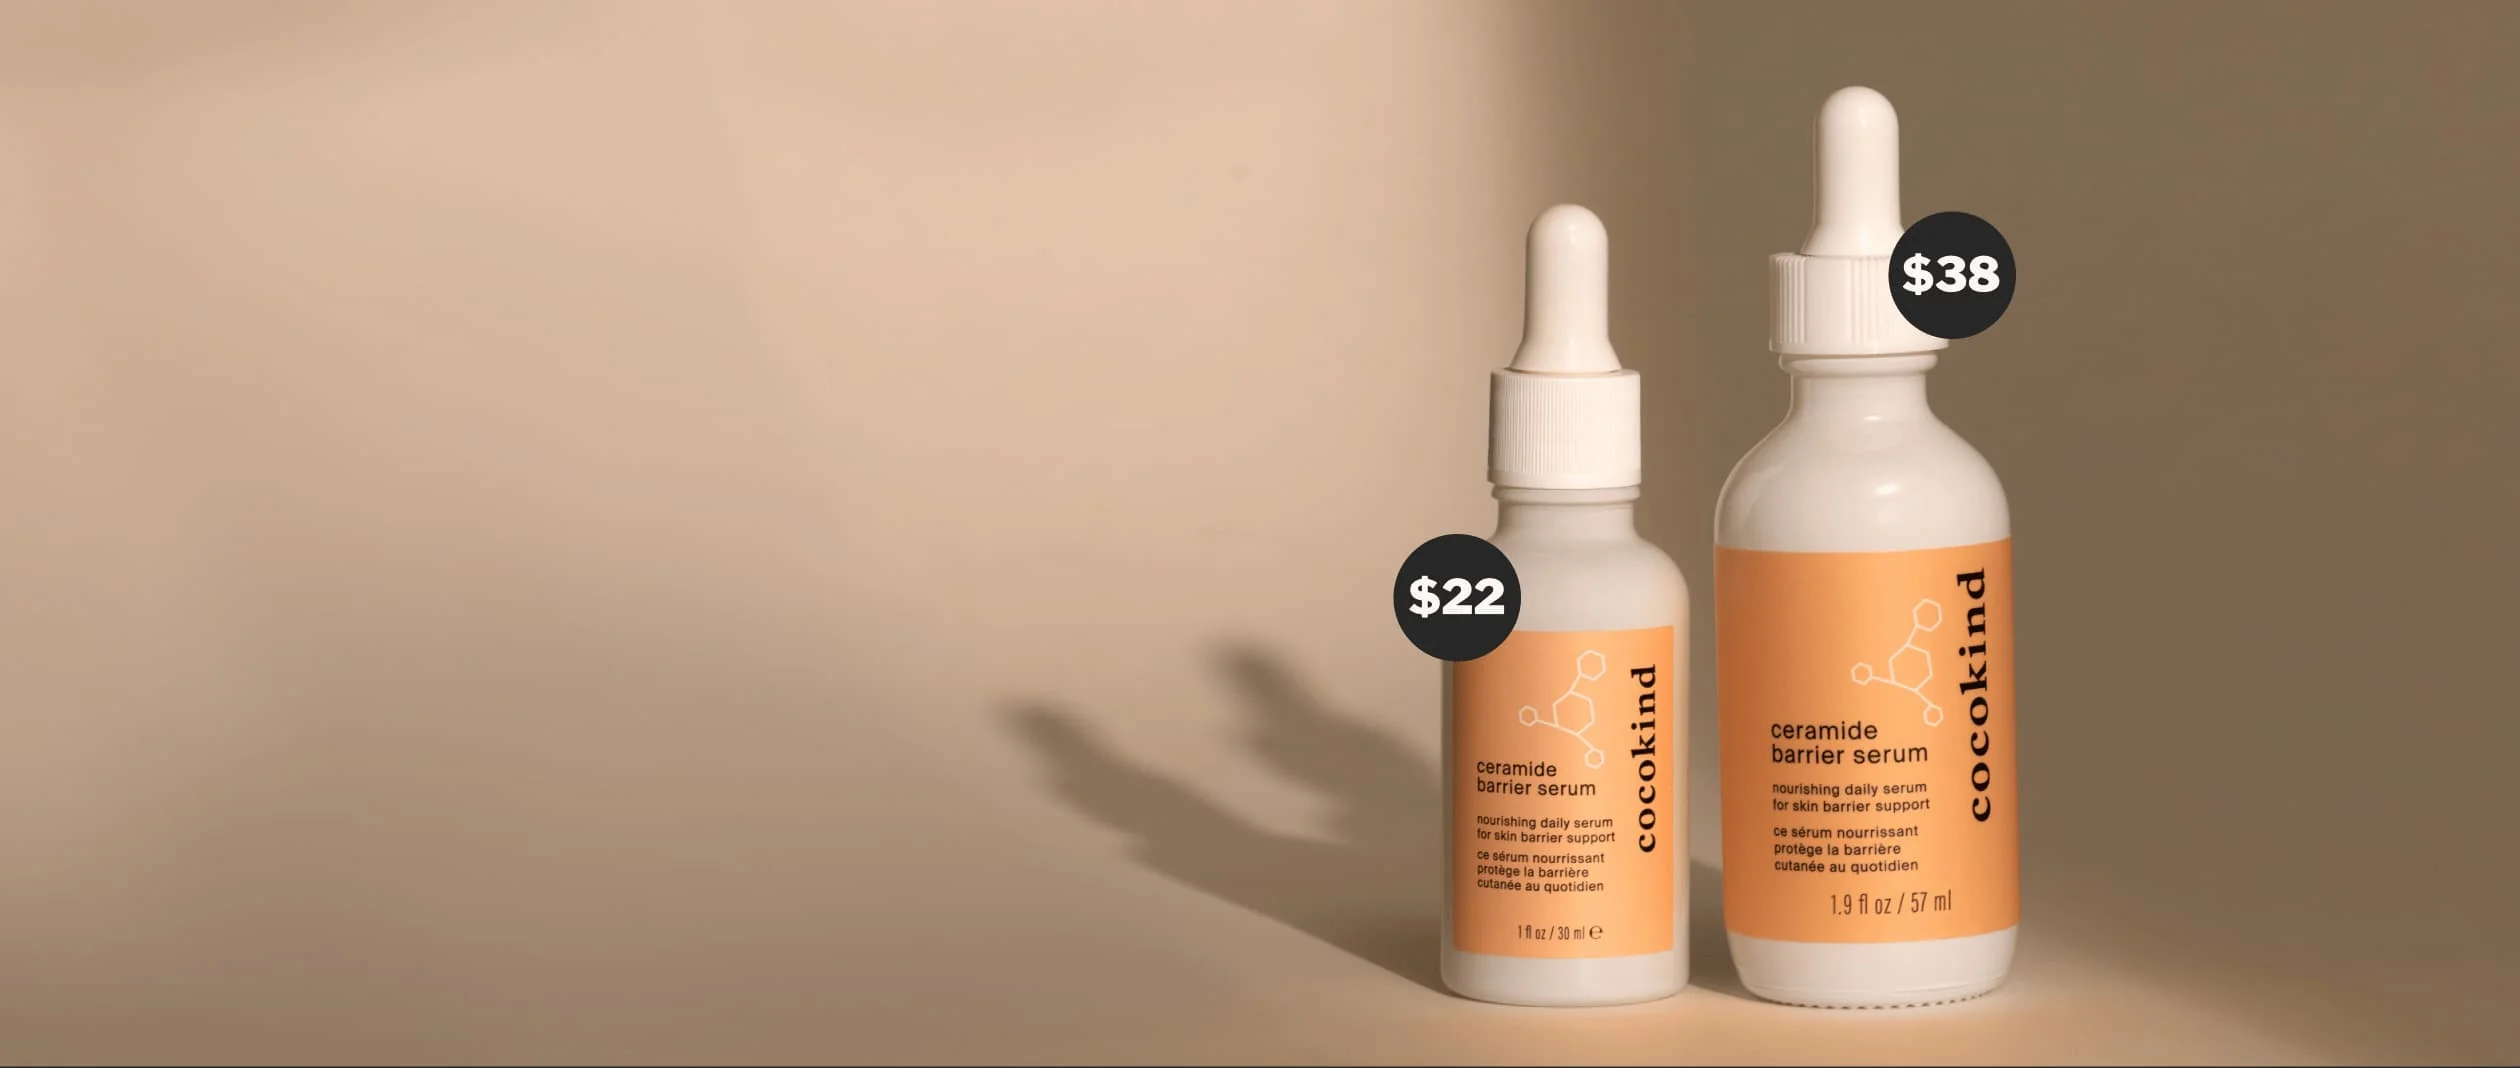 $22
ceramide
barrier serum
nourishing daily serum
for skin barrier support
ce sérum nourrissant
protège la barrière
cutanée au quotidien
1 fl oz / 30 ml ℮
cocokind
$38
ceramide
barrier serum
nourishing daily serum
for skin barrier support
ce sérum nourrissant
protège la barrière
cutanée au quotidien
1.9 fl oz / 57 ml
cocokind